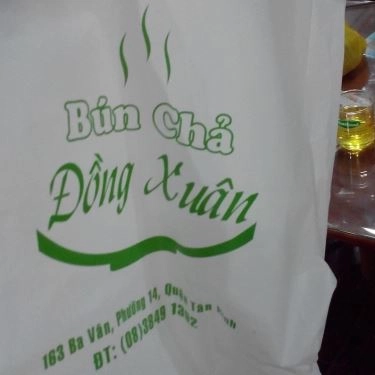 Bún Chả
Đồng Xuân
163 Ba Vân, Phường 14, Quận Tân
ĐT: (08)3849